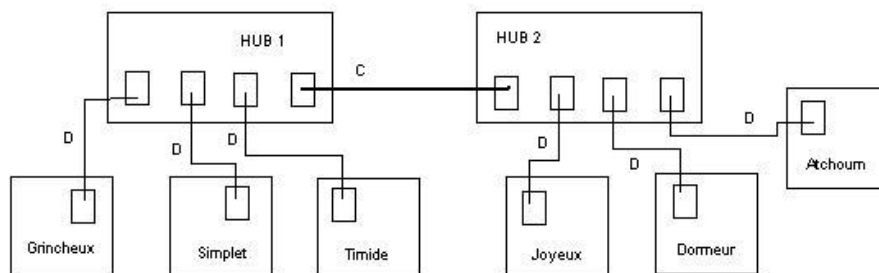 HUB 1
HUB 2
C
D
D
D
D
D
D
Atchoum
Grincheux
Simplet
Timide
Joyeux
Dormeur